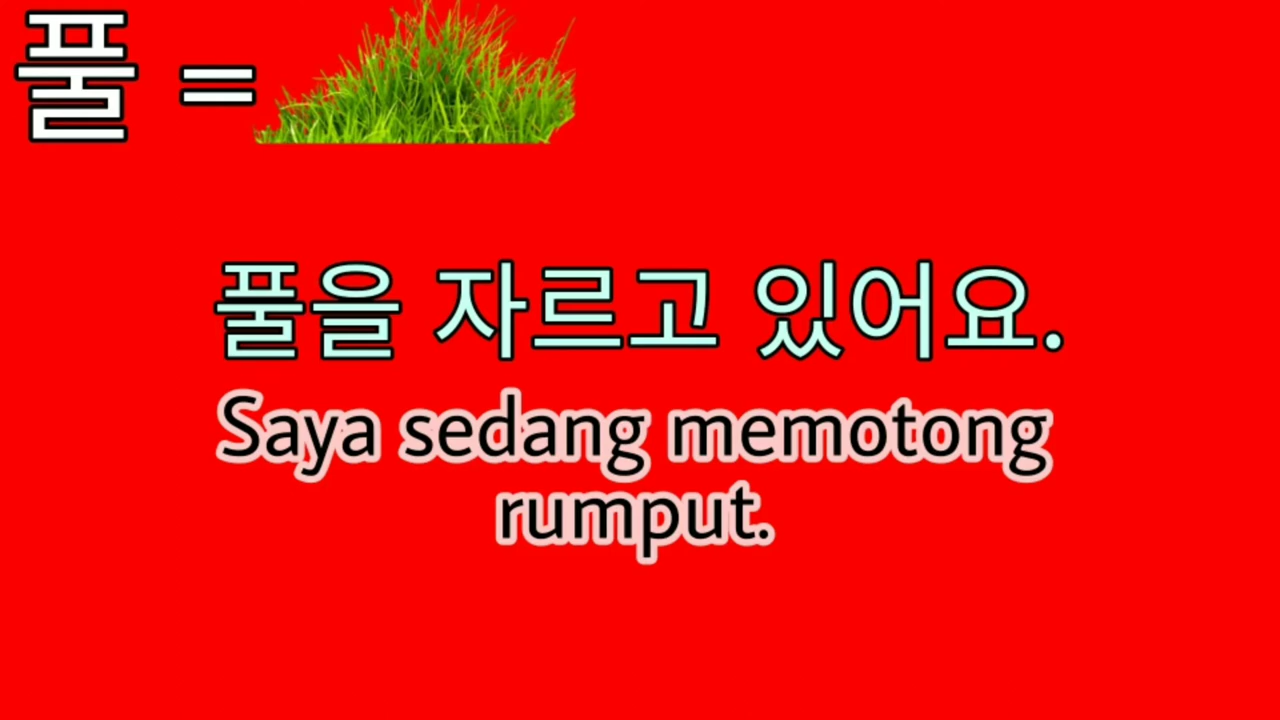 풀 =
풀을 자르고 있어요.
Saya sedang memotong
rumput.